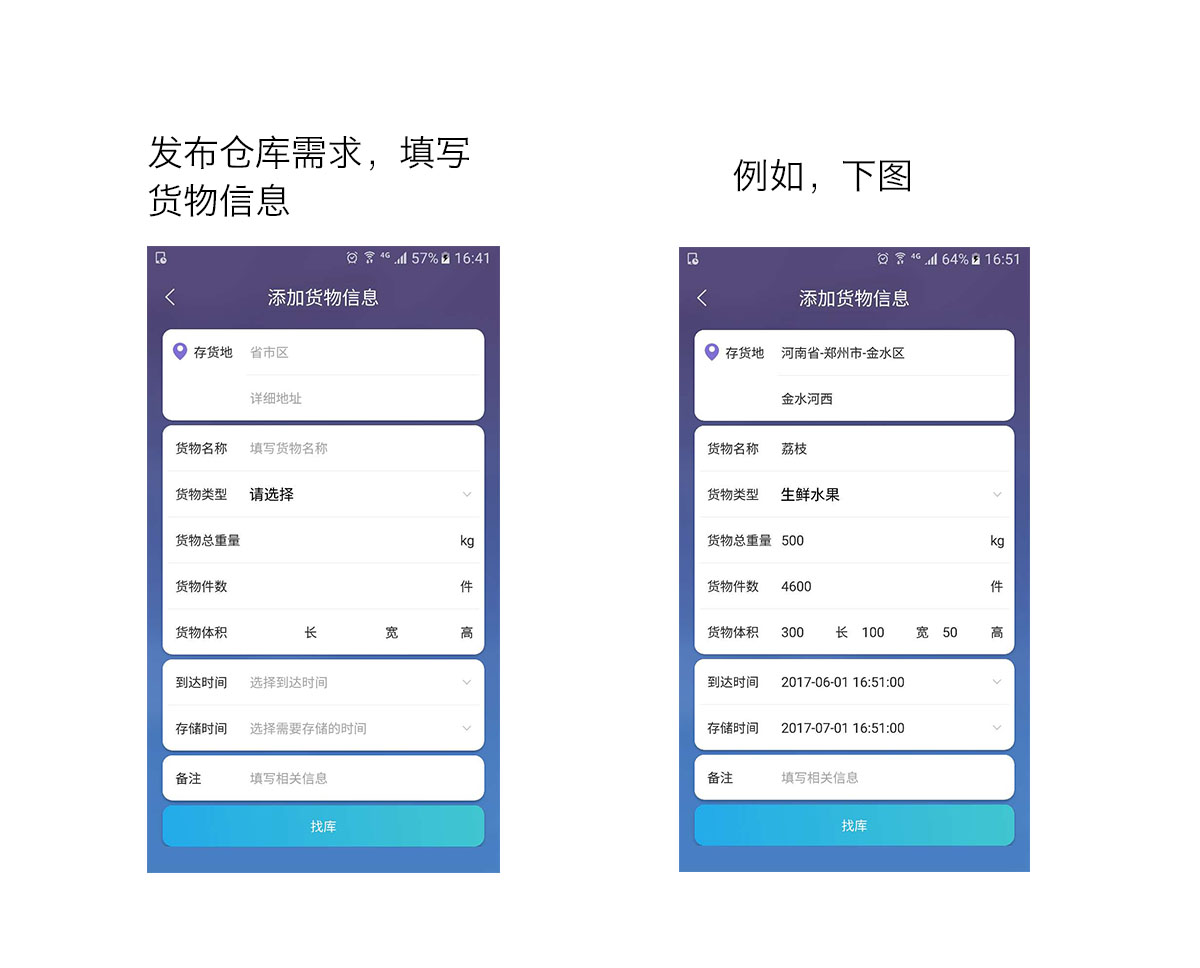 发布仓库需求，填写
货物信息
4G 57% 16:41
添加货物信息
存货地 省市区
详细地址
货物名称 填写货物名称
货物类型 请选择
货物总重量 kg
货物件数 件
货物体积 长 宽 高
到达时间 选择到达时间
存储时间 选择需要存储的时间
备注 填写相关信息
找库
例如，下图
4G 64% 16:51
添加货物信息
存货地 河南省-郑州市-金水区
金水河西
货物名称 荔枝
货物类型 生鲜水果
货物总重量 500 kg
货物件数 4600 件
货物体积 300 长 100 宽 50 高
到达时间 2017-06-01 16:51:00
存储时间 2017-07-01 16:51:00
备注 填写相关信息
找库